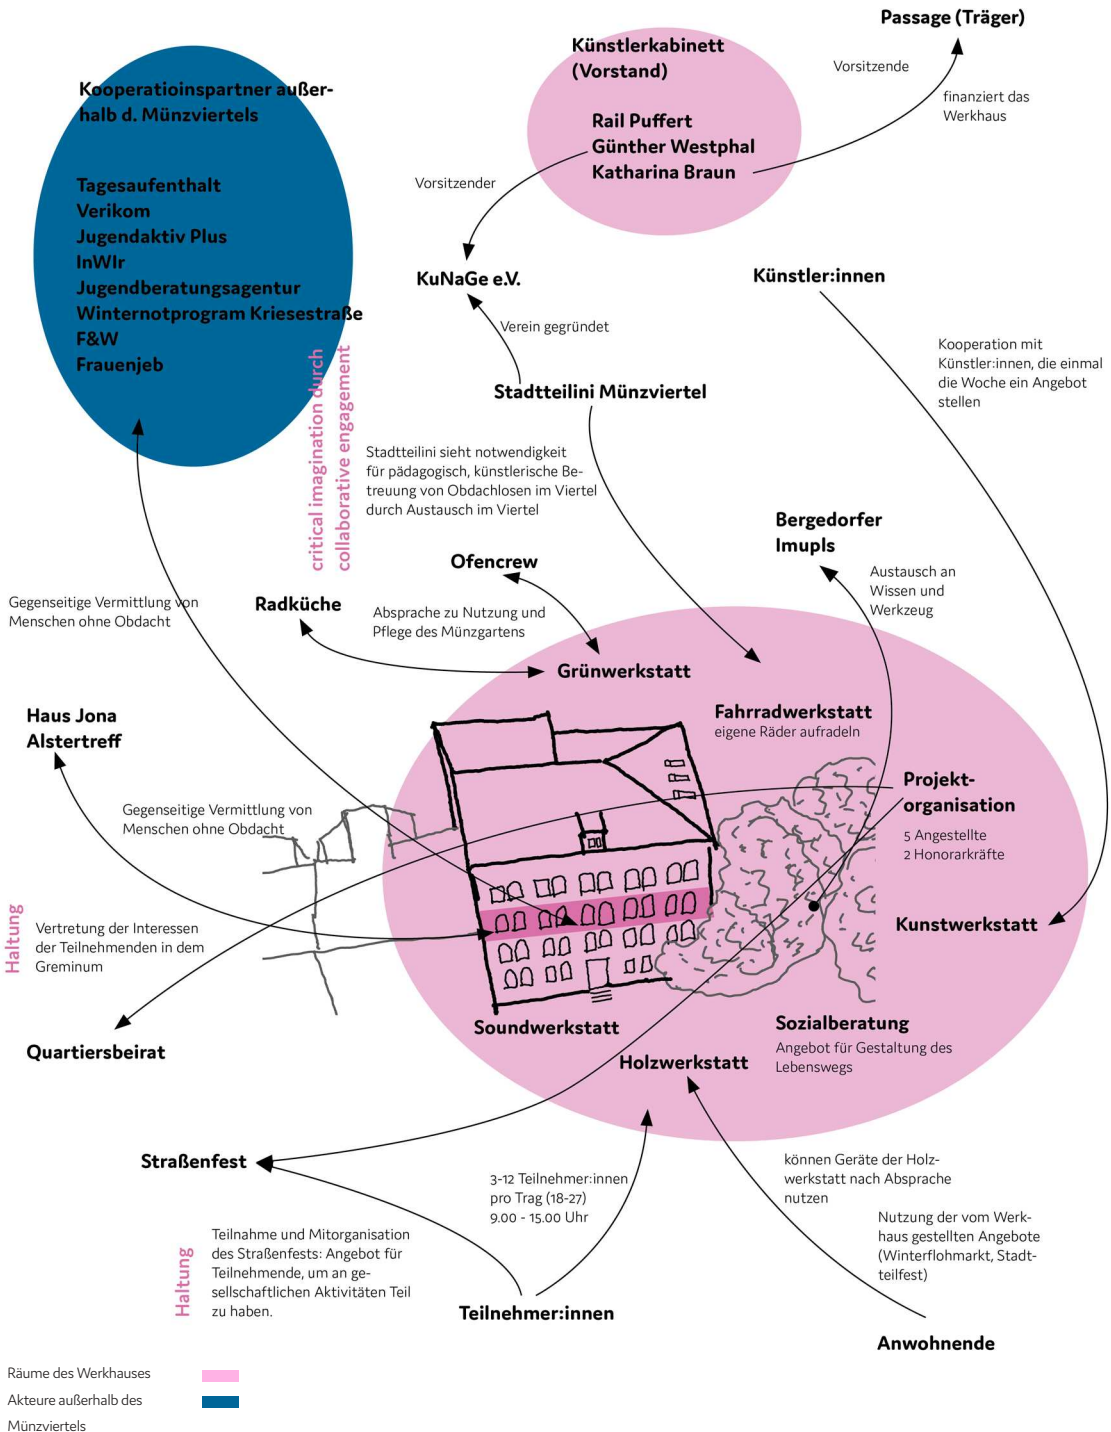 Passage (Träger)
Vorsitzende
finanziert das
Werkhaus
Künstlerkabinett
(Vorstand)
Rail Puffert
Günther Westphal
Katharina Braun
Kooperatioinspartner außer-
halb d. Münzviertels
Tagesaufenthalt
Verikom
Jugendaktiv Plus
InWIr
Jugendberatungsagentur
Winternotprogram Kriesestraße
F&W
Frauenjeb
Vorsitzender
KuNaGe e.V.
Künstler:innen
Verein gegründet
Kooperation mit
Künstler:innen, die einmal
die Woche ein Angebot
stellen
critical imagination durch
collaborative engagement
Stadtteilini Münzviertel
Stadtteilini sieht notwendigkeit
für pädagogisch, künstlerische Be-
treuung von Obdachlosen im Viertel
durch Austausch im Viertel
Bergedorfer
Imupls
Austausch an
Wissen und
Werkzeug
Ofencrew
Radküche
Absprache zu Nutzung und
Pflege des Münzgartens
Gegenseitige Vermittlung von
Menschen ohne Obdacht
Grünwerkstatt
Haus Jona
Alstertreff
Fahrradwerkstatt
eigene Räder aufradeln
Projekt-
organisation
5 Angestellte
2 Honorarkräfte
Gegenseitige Vermittlung von
Menschen ohne Obdacht
Haltung
Vertretung der Interessen
der Teilnehmenden in dem
Greminum
Kunstwerkstatt
Quartiersbeirat
Soundwerkstatt
Sozialberatung
Angebot für Gestaltung des
Lebenswegs
Holzwerkstatt
Straßenfest
3-12 Teilnehmer:innen
pro Trag (18-27)
9.00 - 15.00 Uhr
können Geräte der Holz-
werkstatt nach Absprache
nutzen
Nutzung der vom Werk-
haus gestellten Angebote
(Winterflohmarkt, Stadt-
teilfest)
Haltung
Teilnahme und Mitorganisation
des Straßenfests: Angebot für
Teilnehmende, um an ge-
sellschaftlichen Aktivitäten Teil
zu haben.
Teilnehmer:innen
Anwohnende
Räume des Werkhauses
Akteure außerhalb des
Münzviertels